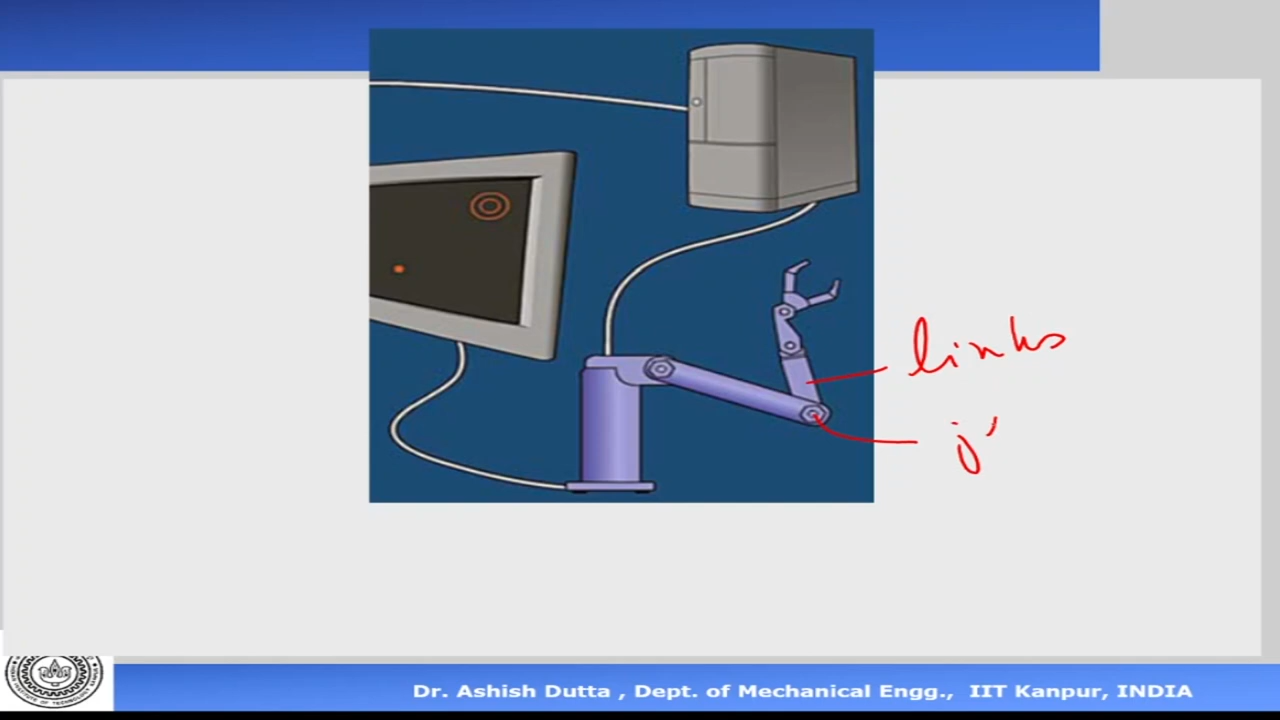 links
j
Dr. Ashish Dutta , Dept. of Mechanical Engg., IIT Kanpur, INDIA